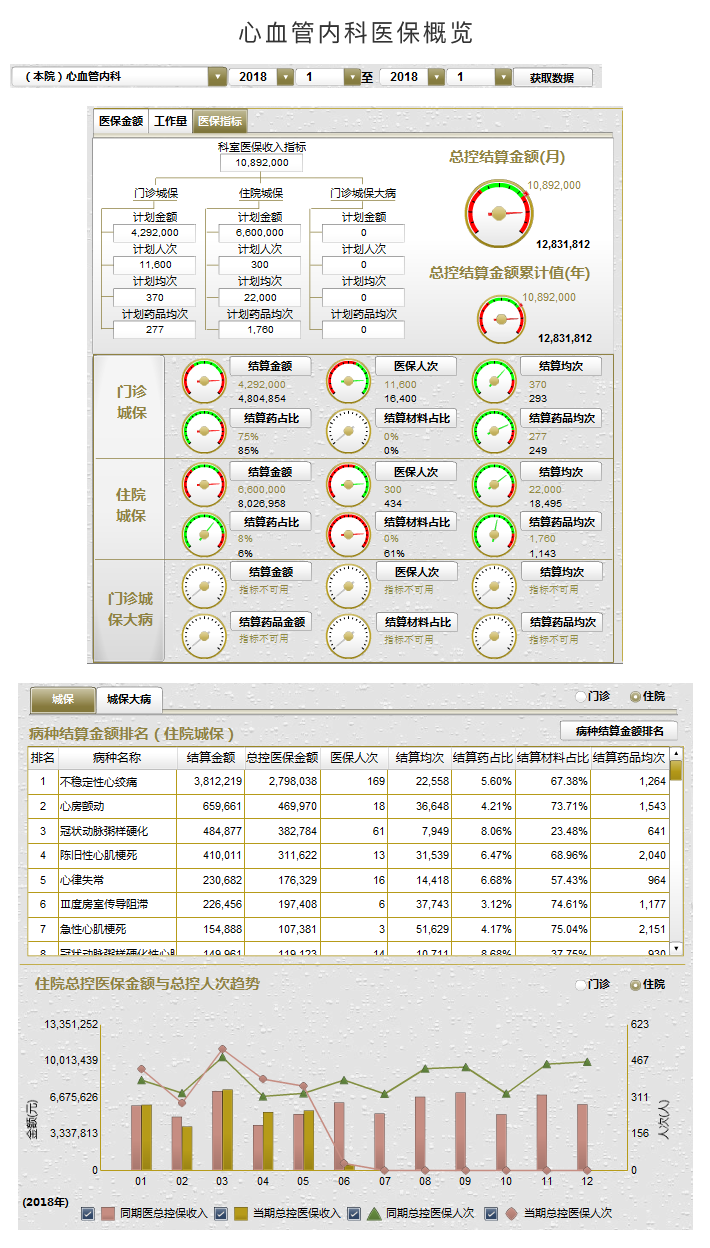 心血管内科医保概览
（本院）心血管内科 2018 1 至 2018 1 获取数据
医保金额 工作量 医保指标
科室医保收入指标
10,892,000
门诊城保 住院城保 门诊城保大病
计划金额 计划金额 计划金额
4,292,000 6,600,000 0
计划人次 计划人次 计划人次
11,600 300 0
计划均次 计划均次 计划均次
370 22,000 0
计划药品均次 计划药品均次 计划药品均次
277 1,760 0
总控结算金额(月)
10,892,000
12,831,812
总控结算金额累计值(年)
10,892,000
12,831,812
门诊
城保
结算金额 医保人次 结算均次
4,292,000 11,600 370
4,804,854 16,400 293
结算药占比 结算材料占比 结算药品均次
75% 0% 277
85% 0% 249
住院
城保
结算金额 医保人次 结算均次
6,600,000 300 22,000
8,026,958 434 18,495
结算药占比 结算材料占比 结算药品均次
8% 0% 1,760
6% 61% 1,143
门诊城
保大病
结算金额 医保人次 结算均次
指标不可用 指标不可用 指标不可用
结算药品金额 结算材料占比 结算药品均次
指标不可用 指标不可用 指标不可用
城保 城保大病 门诊 住院
病种结算金额排名（住院城保） 病种结算金额排名
排名 病种名称 结算金额 总控医保金额 医保人次 结算均次 结算药占比 结算材料占比 结算药品均次
1 不稳定性心绞痛 3,812,219 2,798,038 169 22,558 5.60% 67.38% 1,264
2 心房颤动 659,661 469,970 18 36,648 4.21% 73.71% 1,543
3 冠状动脉粥样硬化 484,877 382,784 61 7,949 8.06% 23.48% 641
4 陈旧性心肌梗死 410,011 311,622 13 31,539 6.47% 68.96% 2,040
5 心律失常 230,682 176,329 16 14,418 6.68% 57.43% 964
6 Ⅲ度房室传导阻滞 226,456 197,408 6 37,743 3.12% 74.61% 1,177
7 急性心肌梗死 154,888 107,381 3 51,629 4.17% 75.04% 2,151
8 冠状动脉粥样硬化性心脏 149,961 119,123 14 10,711 8.68% 37.75% 930
住院总控医保金额与总控人次趋势 门诊 住院
13,351,252 623
10,013,439 467
6,675,626 311
3,337,813 156
0 0
金额(元) 人次(人)
01 02 03 04 05 06 07 08 09 10 11 12
(2018年)
同期医总控医保收入 当期总控医保收入 同期总控医保人次 当期总控医保人次